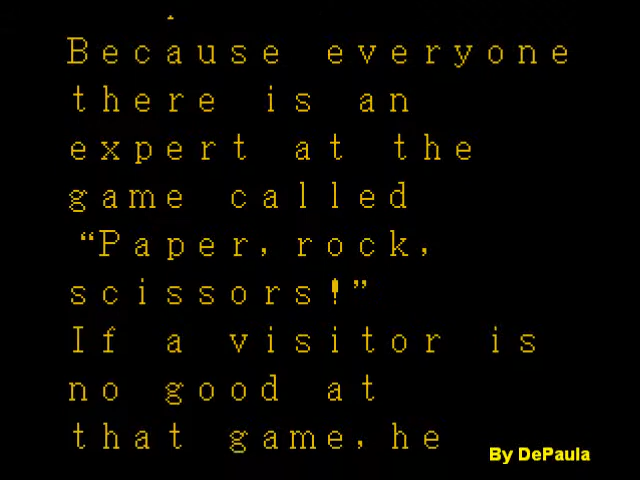 Because everyone
there is an
expert at the
game called
“Paper, rock,
scissors!”
If a visitor is
no good at
that game, he
By DePaula